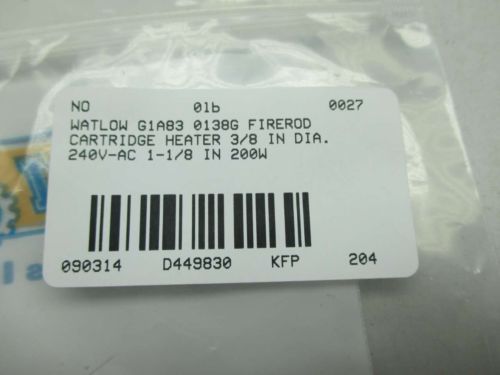 NO 01b 0027
WATLOW G1A83 0138G FIREROD
CARTRIDGE HEATER 3/8 IN DIA.
240V-AC 1-1/8 IN 200W
090314 D449830 KFP 204